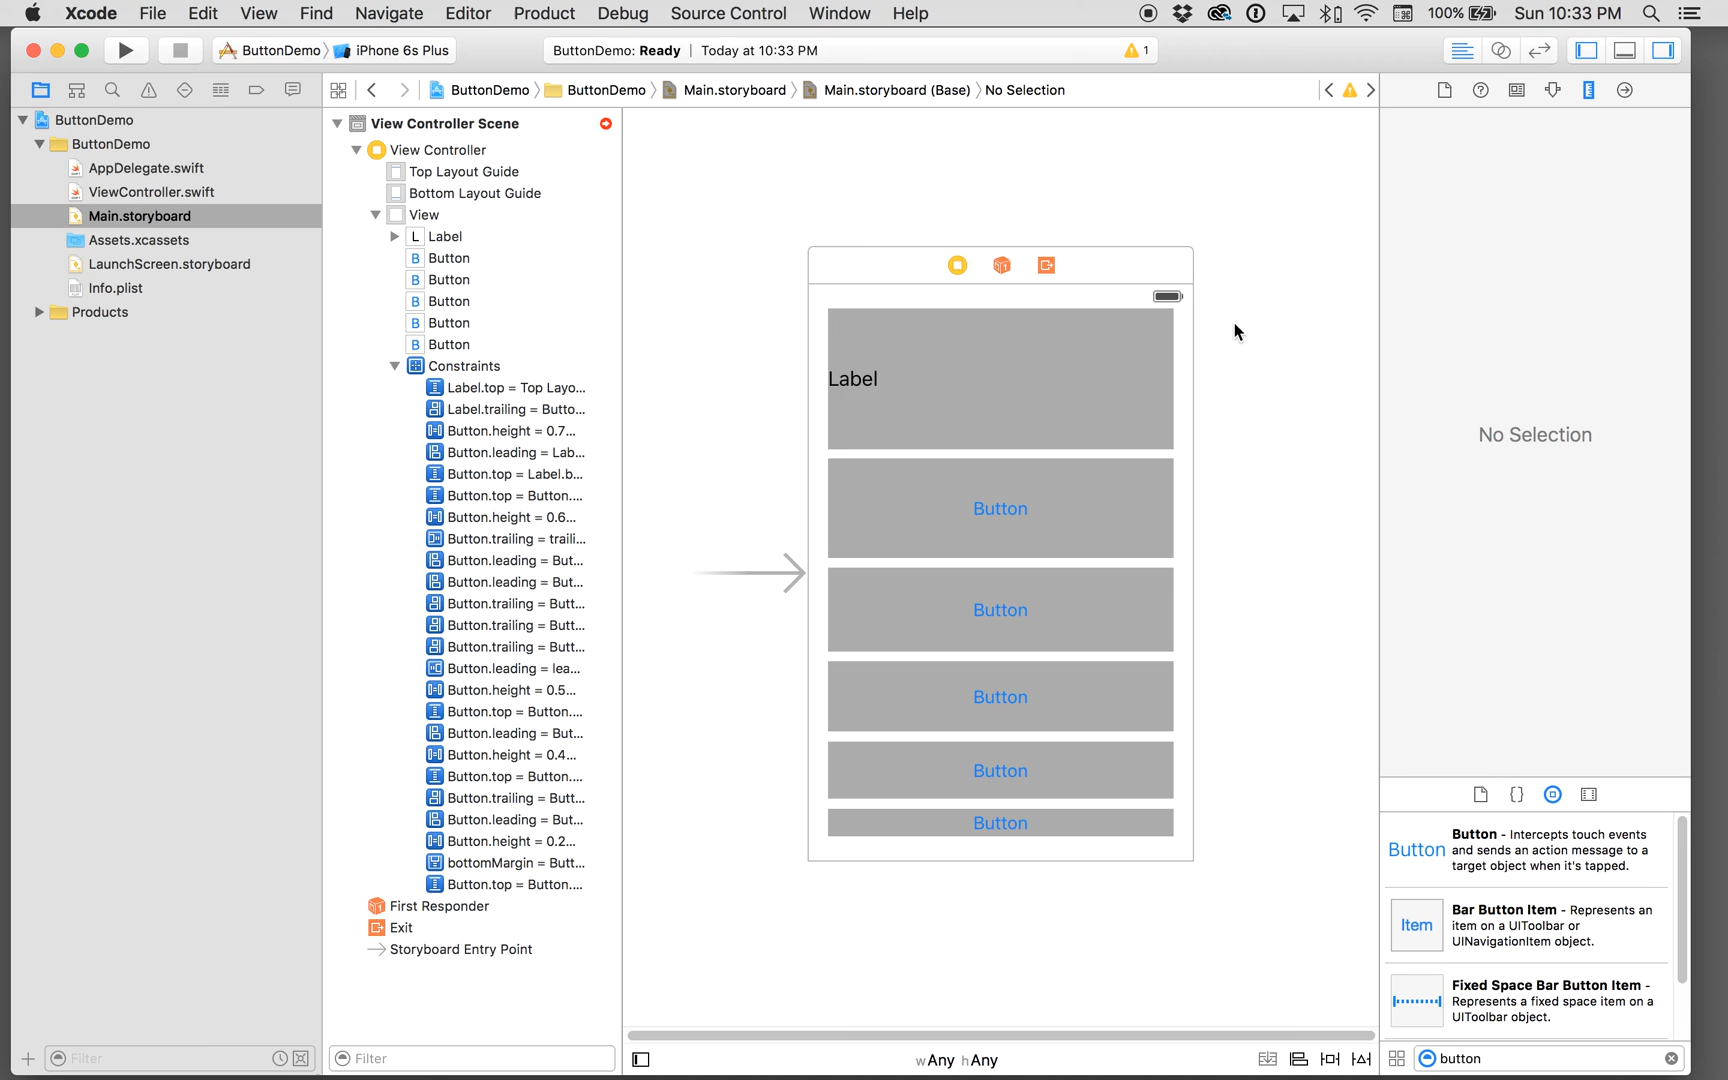 Xcode File Edit View Find Navigate Editor Product Debug Source Control Window Help 100% Sun 10:33 PM
ButtonDemo iPhone 6s Plus ButtonDemo: Ready Today at 10:33 PM 1
ButtonDemo ButtonDemo Main.storyboard Main.storyboard (Base) No Selection
ButtonDemo
ButtonDemo
AppDelegate.swift
ViewController.swift
Main.storyboard
Assets.xcassets
LaunchScreen.storyboard
Info.plist
Products
Filter
View Controller Scene
View Controller
Top Layout Guide
Bottom Layout Guide
View
L Label
B Button
B Button
B Button
B Button
B Button
Constraints
Label.top = Top Layo...
Label.trailing = Butto...
Button.height = 0.7...
Button.leading = Lab...
Button.top = Label.b...
Button.top = Button....
Button.height = 0.6...
Button.trailing = traili...
Button.leading = But...
Button.leading = But...
Button.trailing = Butt...
Button.trailing = Butt...
Button.trailing = Butt...
Button.leading = lea...
Button.height = 0.5...
Button.top = Button....
Button.leading = But...
Button.height = 0.4...
Button.top = Button....
Button.trailing = Butt...
Button.leading = But...
Button.height = 0.2...
bottomMargin = Butt...
Button.top = Button....
First Responder
Exit
Storyboard Entry Point
Filter
Label
Button
Button
Button
Button
Button
wAny hAny
No Selection
Button
Button - Intercepts touch events
and sends an action message to a
target object when it's tapped.
Item
Bar Button Item - Represents an
item on a UIToolbar or
UINavigationItem object.
Fixed Space Bar Button Item -
Represents a fixed space item on a
UIToolbar object.
button